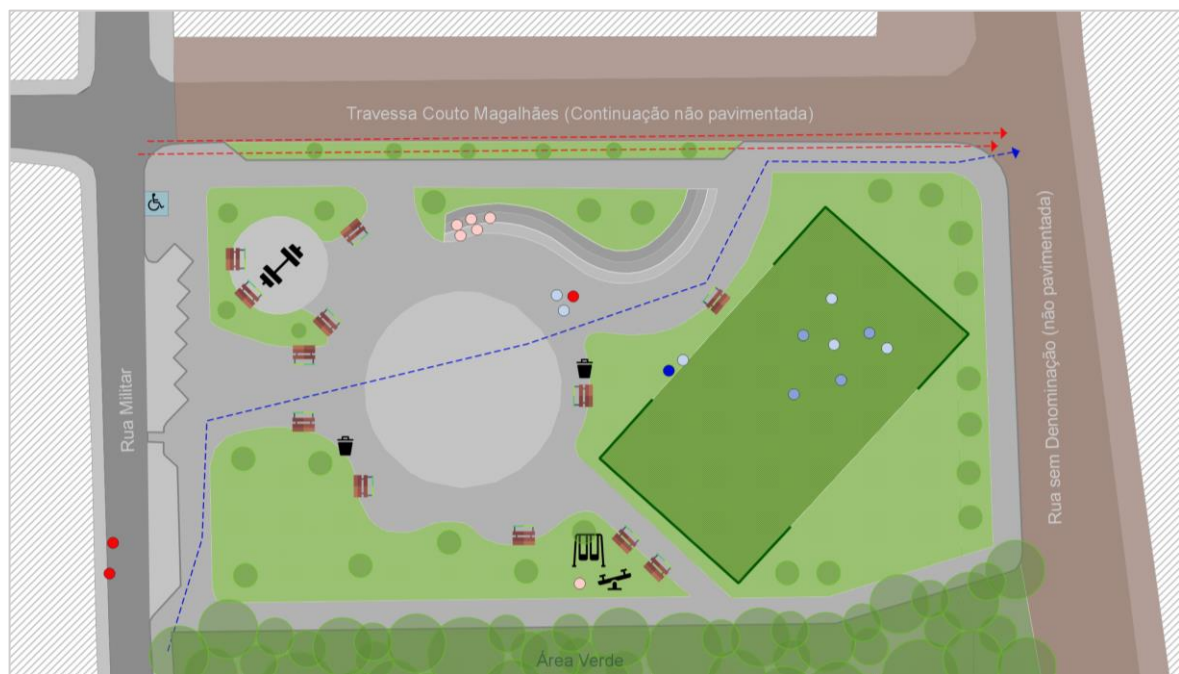 Travessa Couto Magalhães (Continuação não pavimentada)
Rua Militar
Rua sem Denominação (não pavimentada)
Área Verde